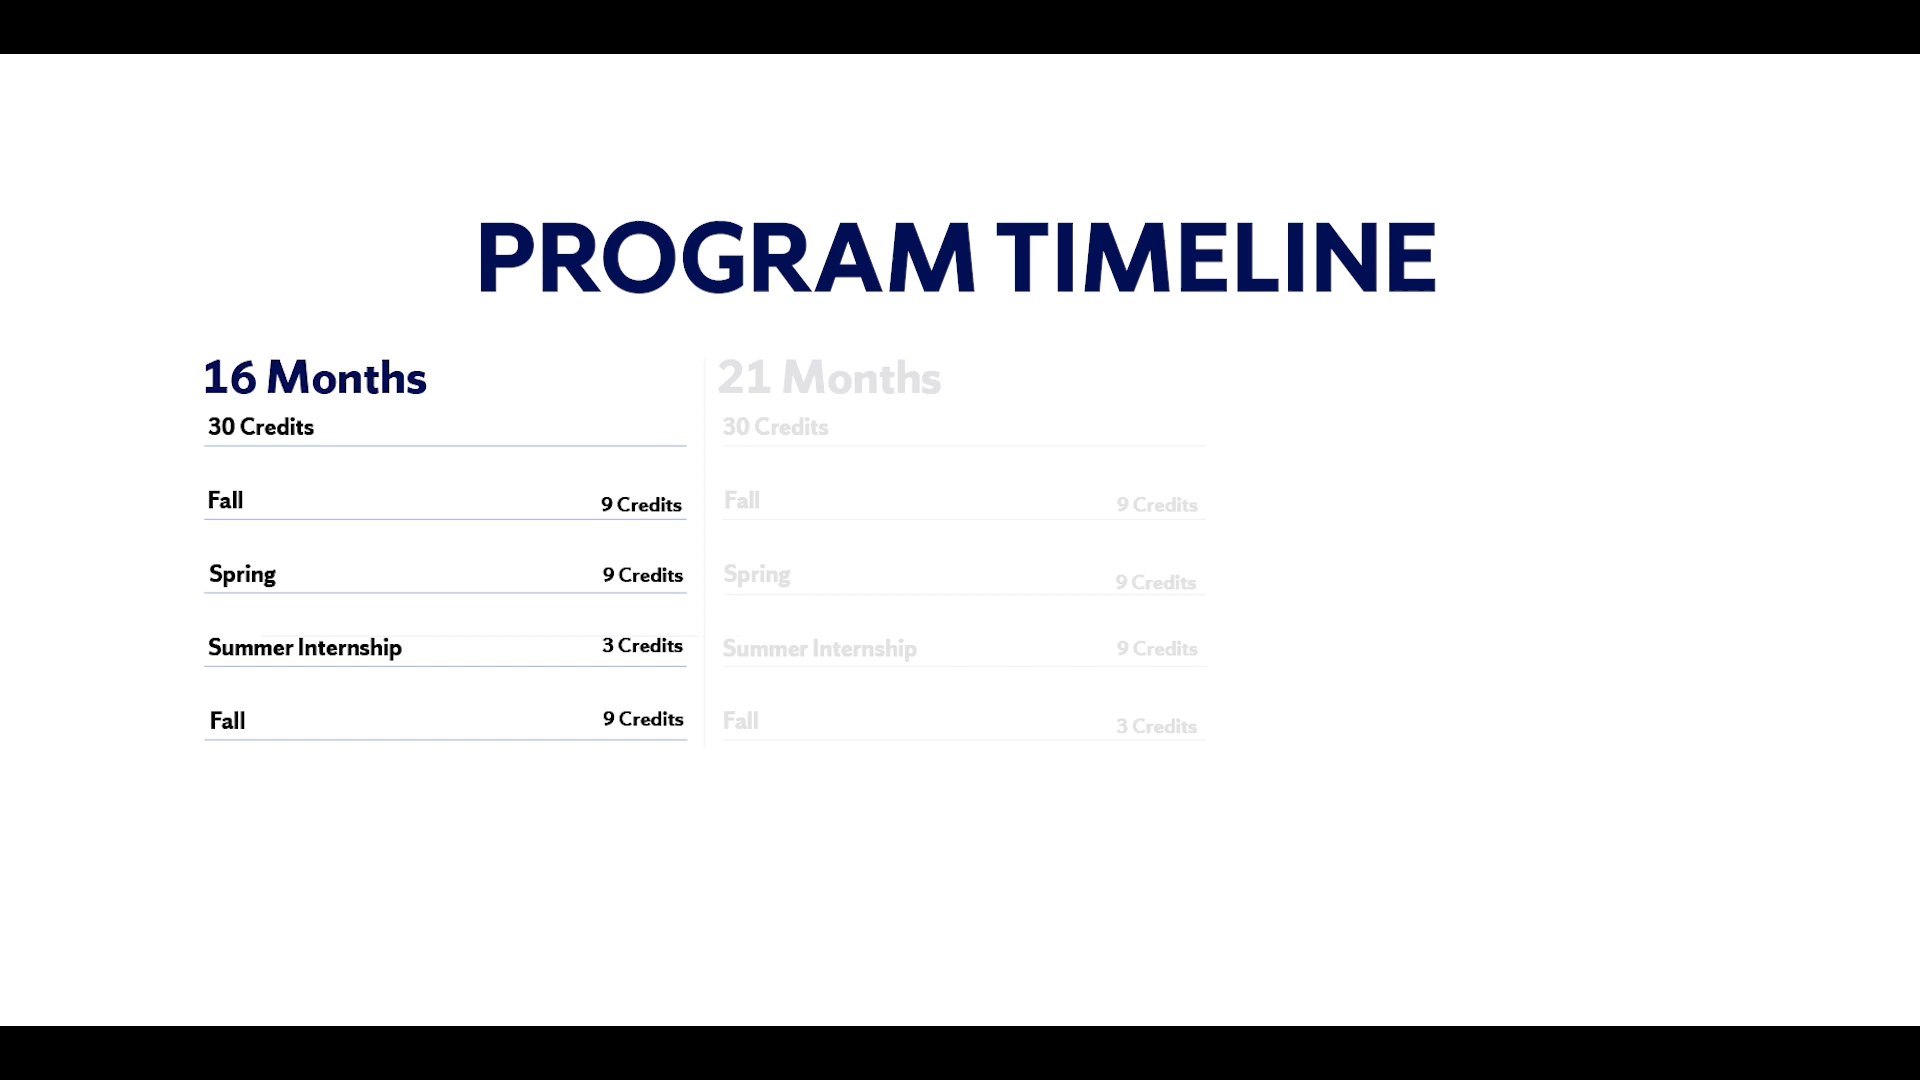 PROGRAM TIMELINE
16 Months
30 Credits
Fall 9 Credits
Spring 9 Credits
Summer Internship 3 Credits
Fall 9 Credits
21 Months
30 Credits
Fall 9 Credits
Spring 9 Credits
Summer Internship 9 Credits
Fall 3 Credits